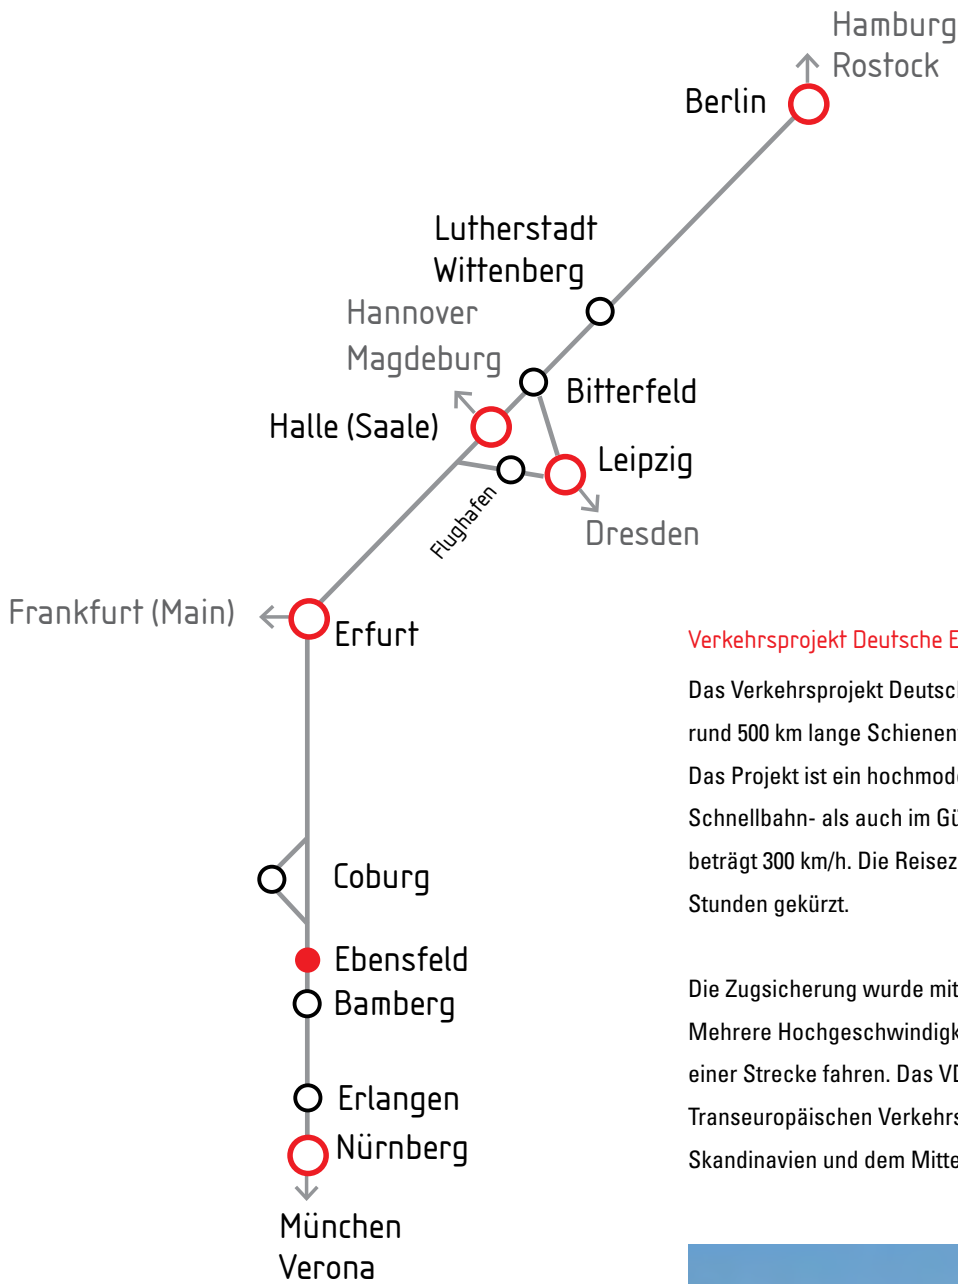 Hamburg
Rostock
Berlin
Lutherstadt
Wittenberg
Hannover
Magdeburg
Bitterfeld
Halle (Saale)
Leipzig
Flughafen
Dresden
Frankfurt (Main)
Erfurt
Coburg
Ebensfeld
Bamberg
Erlangen
Nürnberg
München
Verona
Verkehrsprojekt Deutsche E
Das Verkehrsprojekt Deutsc
rund 500 km lange Schienen
Das Projekt ist ein hochmod
Schnellbahn- als auch im Gü
beträgt 300 km/h. Die Reisez
Stunden gekürzt.
Die Zugsicherung wurde mit
Mehrere Hochgeschwindigk
einer Strecke fahren. Das VD
Transeuropäischen Verkehrs
Skandinavien und dem Mitte